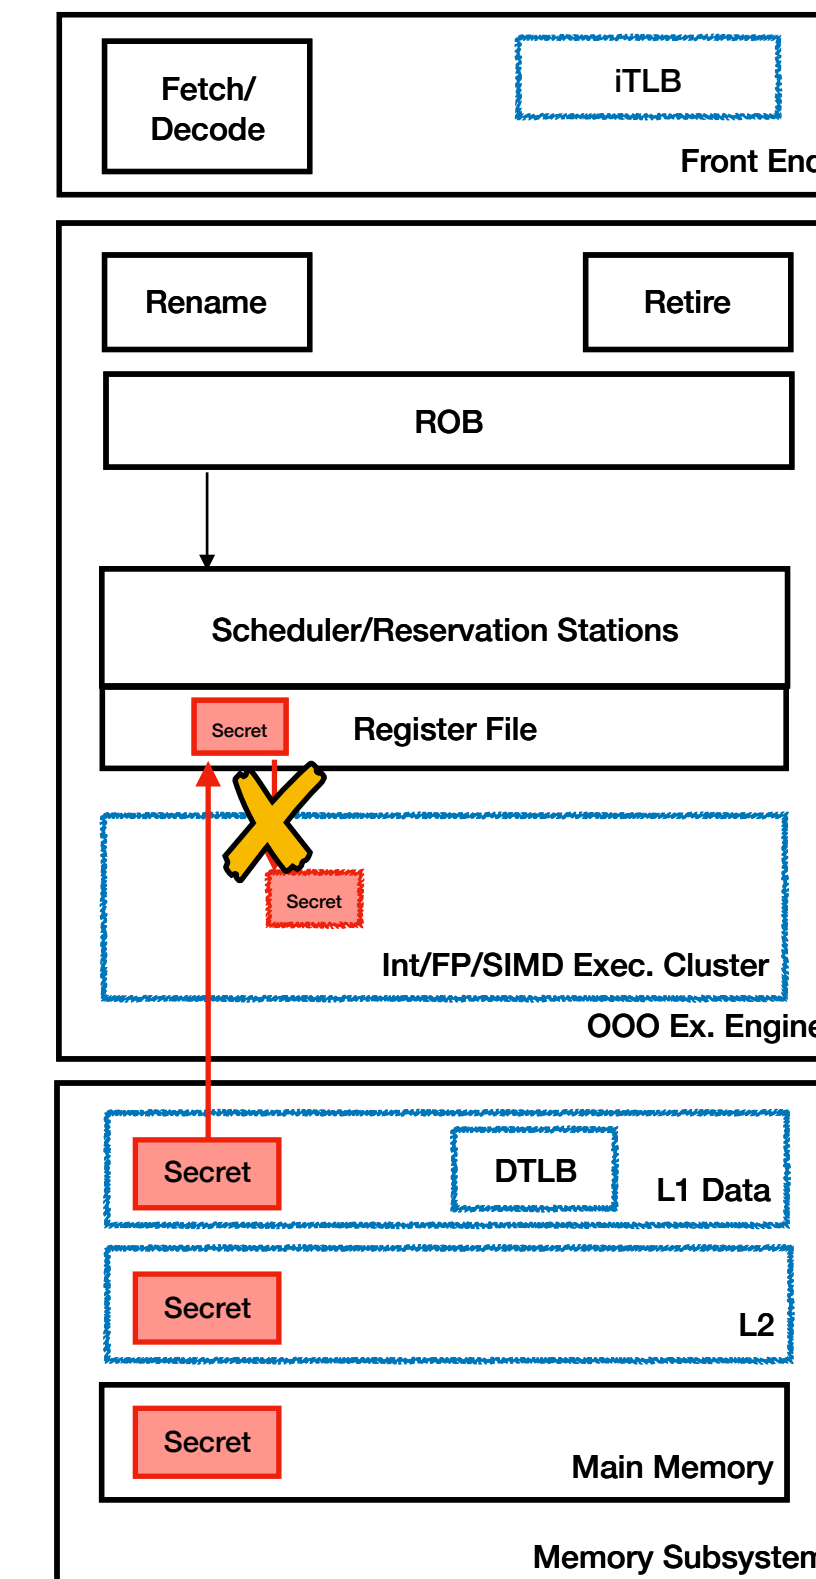 Fetch/
Decode
iTLB
Front End
Rename
Retire
ROB
Scheduler/Reservation Stations
Secret
Register File
Secret
Int/FP/SIMD Exec. Cluster
OOO Ex. Engine
Secret
DTLB
L1 Data
Secret
L2
Secret
Main Memory
Memory Subsystem